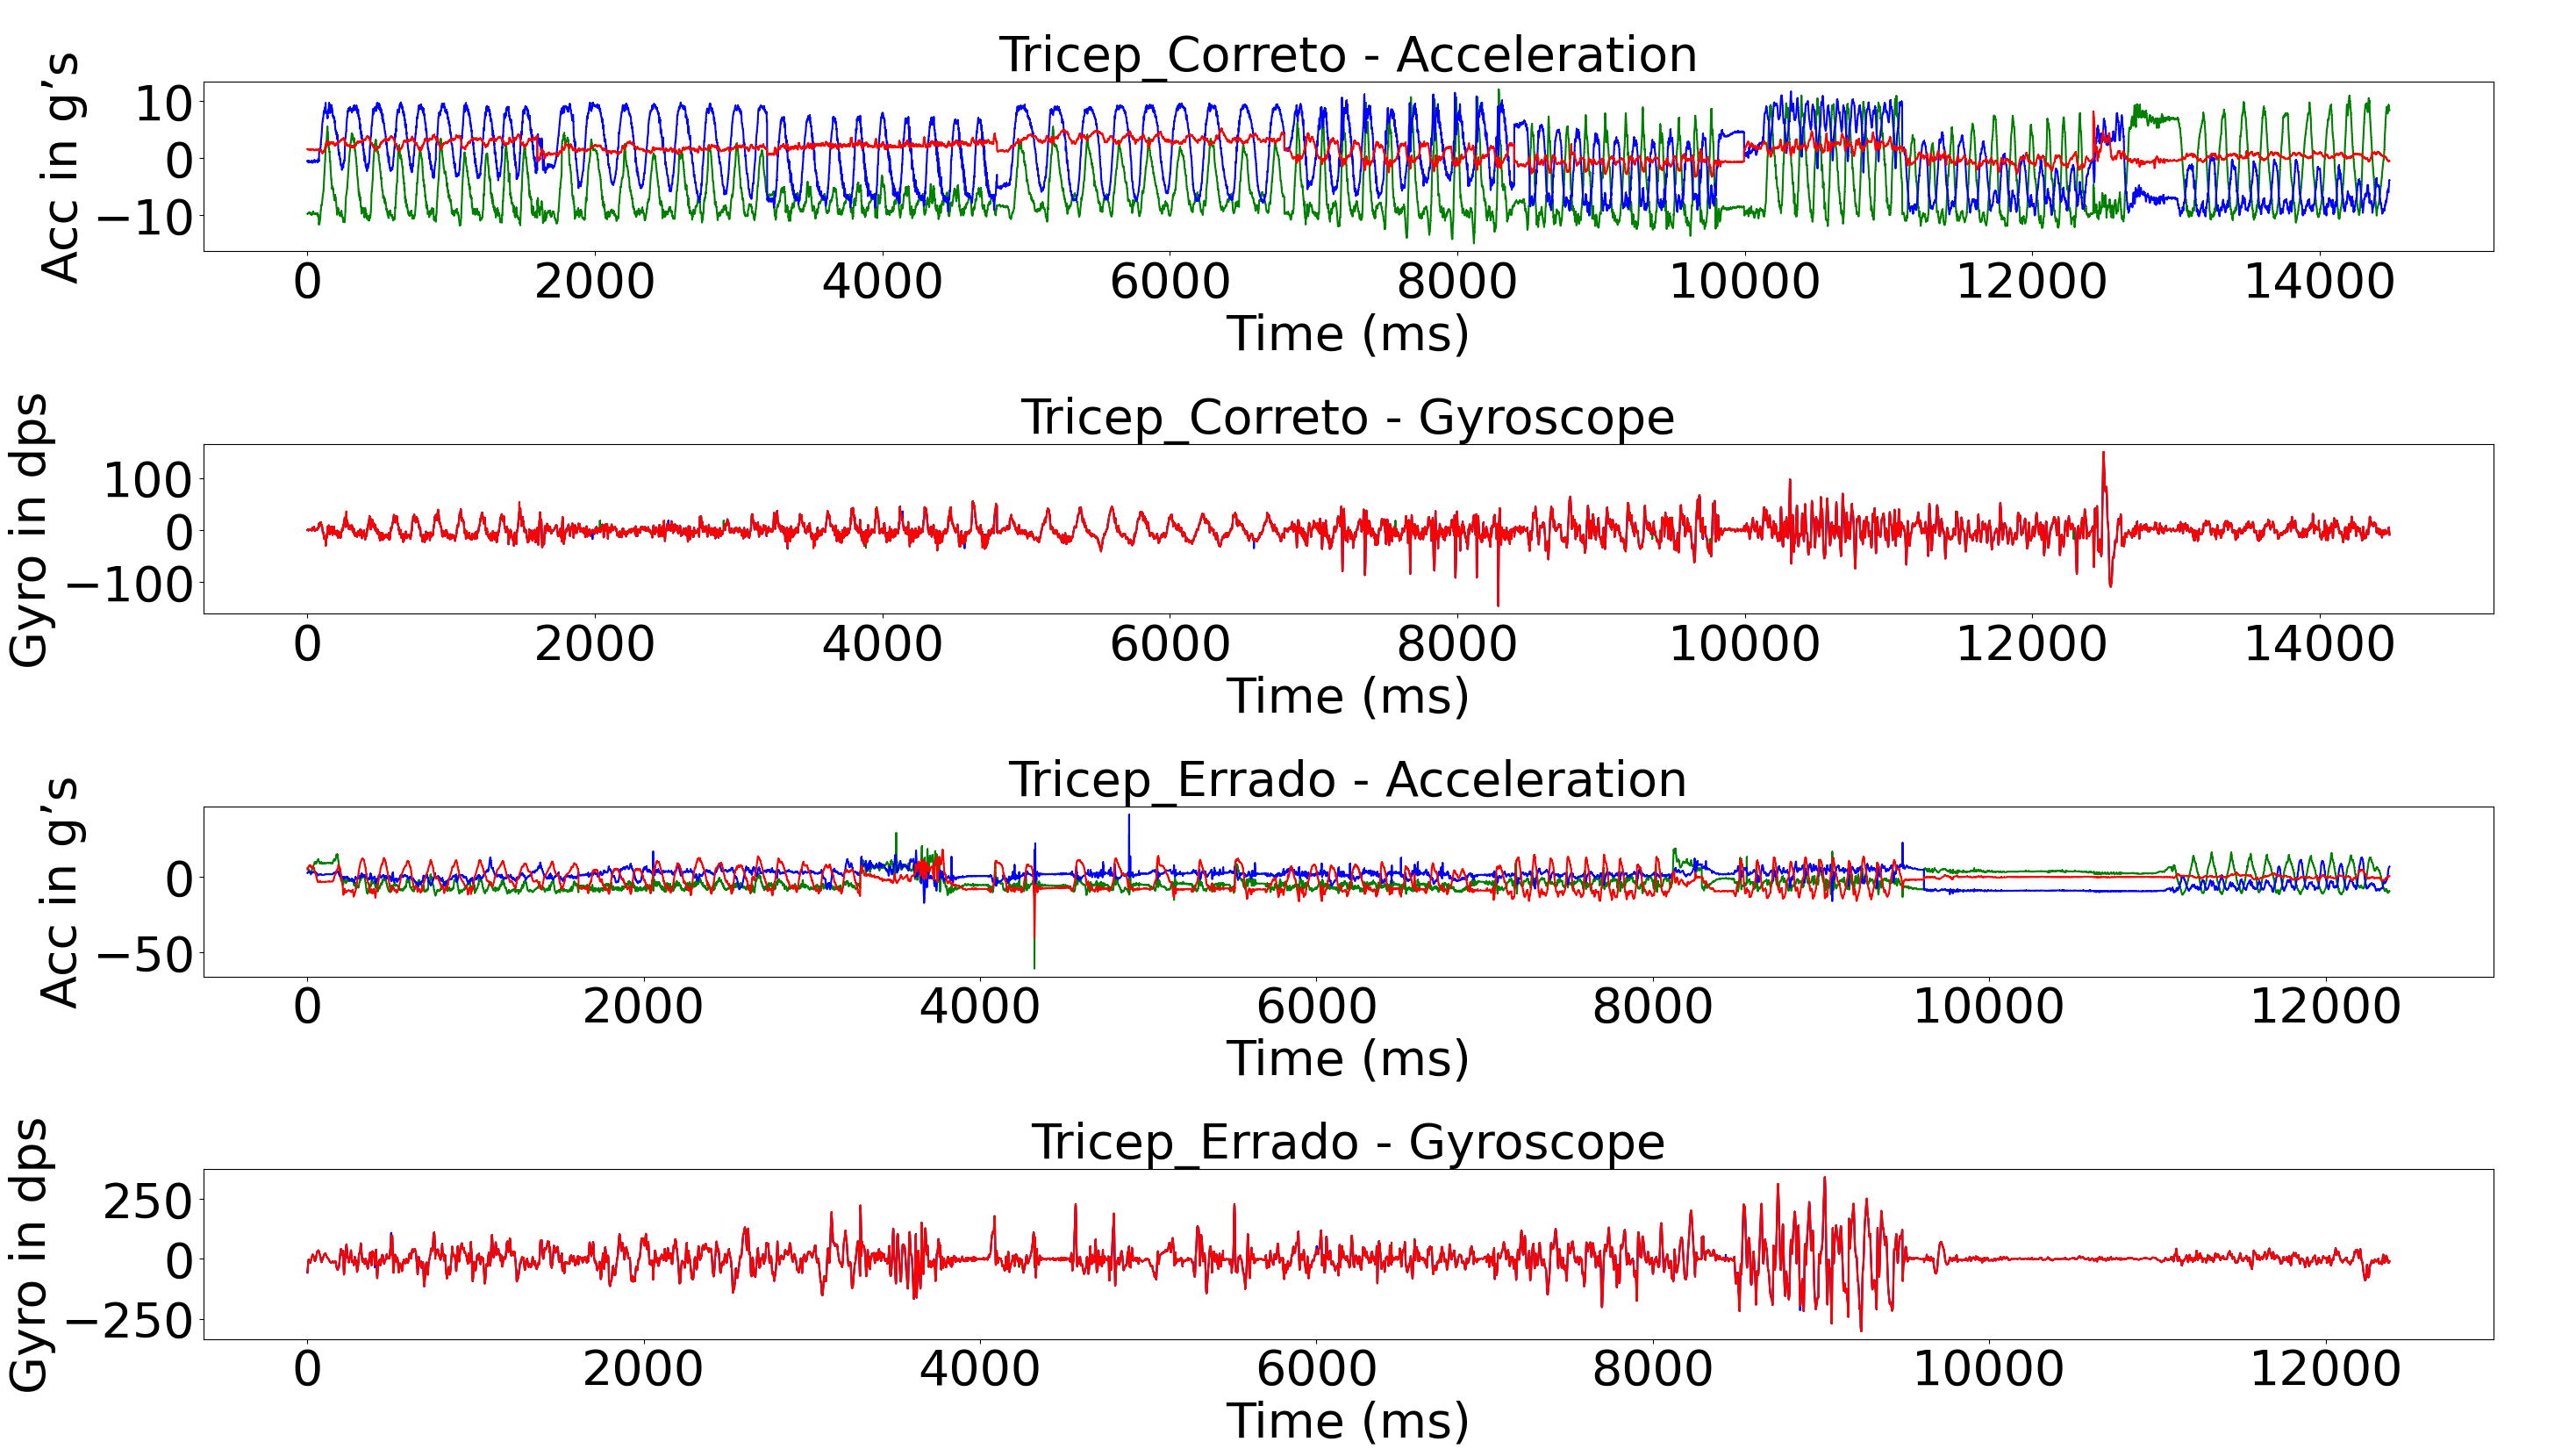 Tricep_Correto - Acceleration
Acc in g’s
10
0
−10
0 2000 4000 6000 8000 10000 12000 14000
Time (ms)
Tricep_Correto - Gyroscope
Gyro in dps
100
0
−100
0 2000 4000 6000 8000 10000 12000 14000
Time (ms)
Tricep_Errado - Acceleration
Acc in g’s
0
−50
0 2000 4000 6000 8000 10000 12000
Time (ms)
Tricep_Errado - Gyroscope
Gyro in dps
250
0
−250
0 2000 4000 6000 8000 10000 12000
Time (ms)